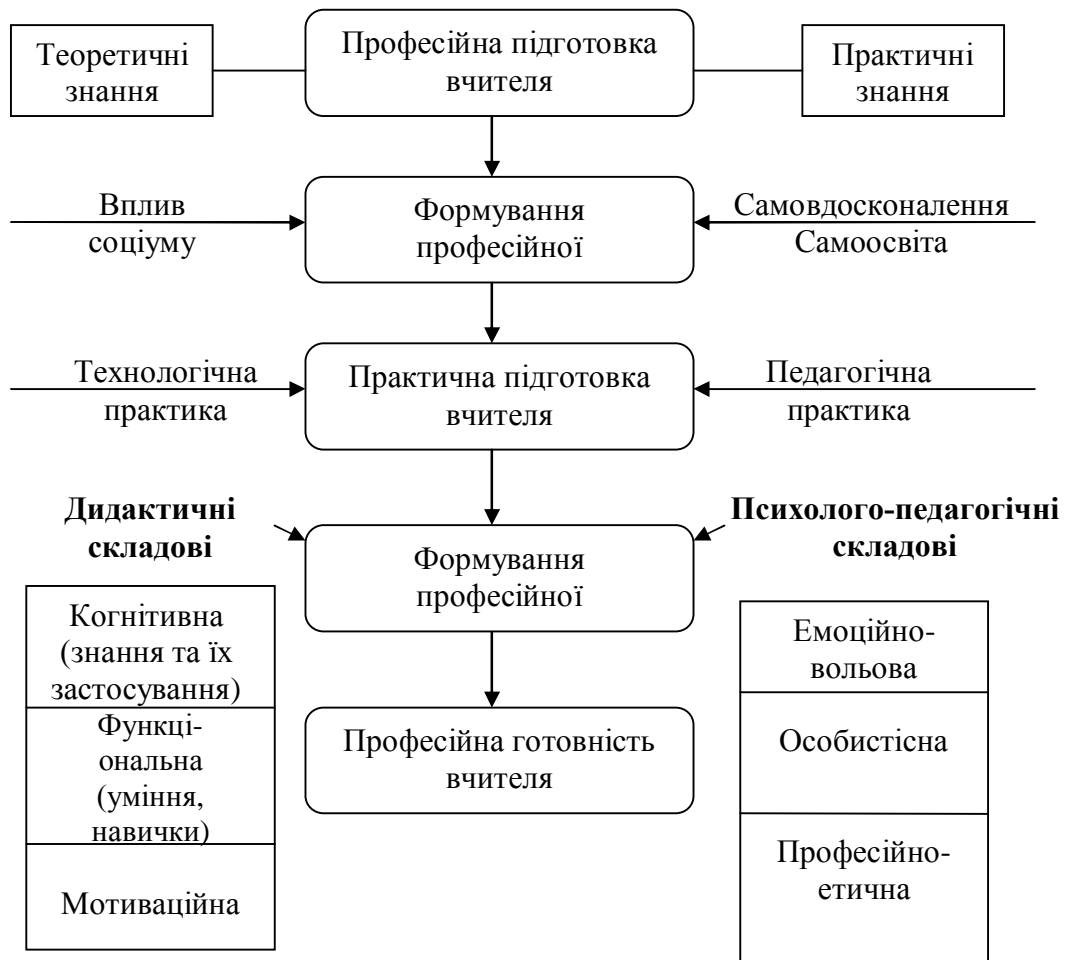 Теоретичні
знання
Професійна підготовка
вчителя
Практичні
знання
Вплив
соціуму
Формування
професійної
Самовдосконалення
Самоосвіта
Технологічна
практика
Практична підготовка
вчителя
Педагогічна
практика
Дидактичні
складові
Формування
професійної
Психолого-педагогічні
складові
Когнітивна
(знання та їх
застосування)
Функці-
ональна
(уміння,
навички)
Мотиваційна
Професійна готовність
вчителя
Емоційно-
вольова
Особистісна
Професійно-
етична